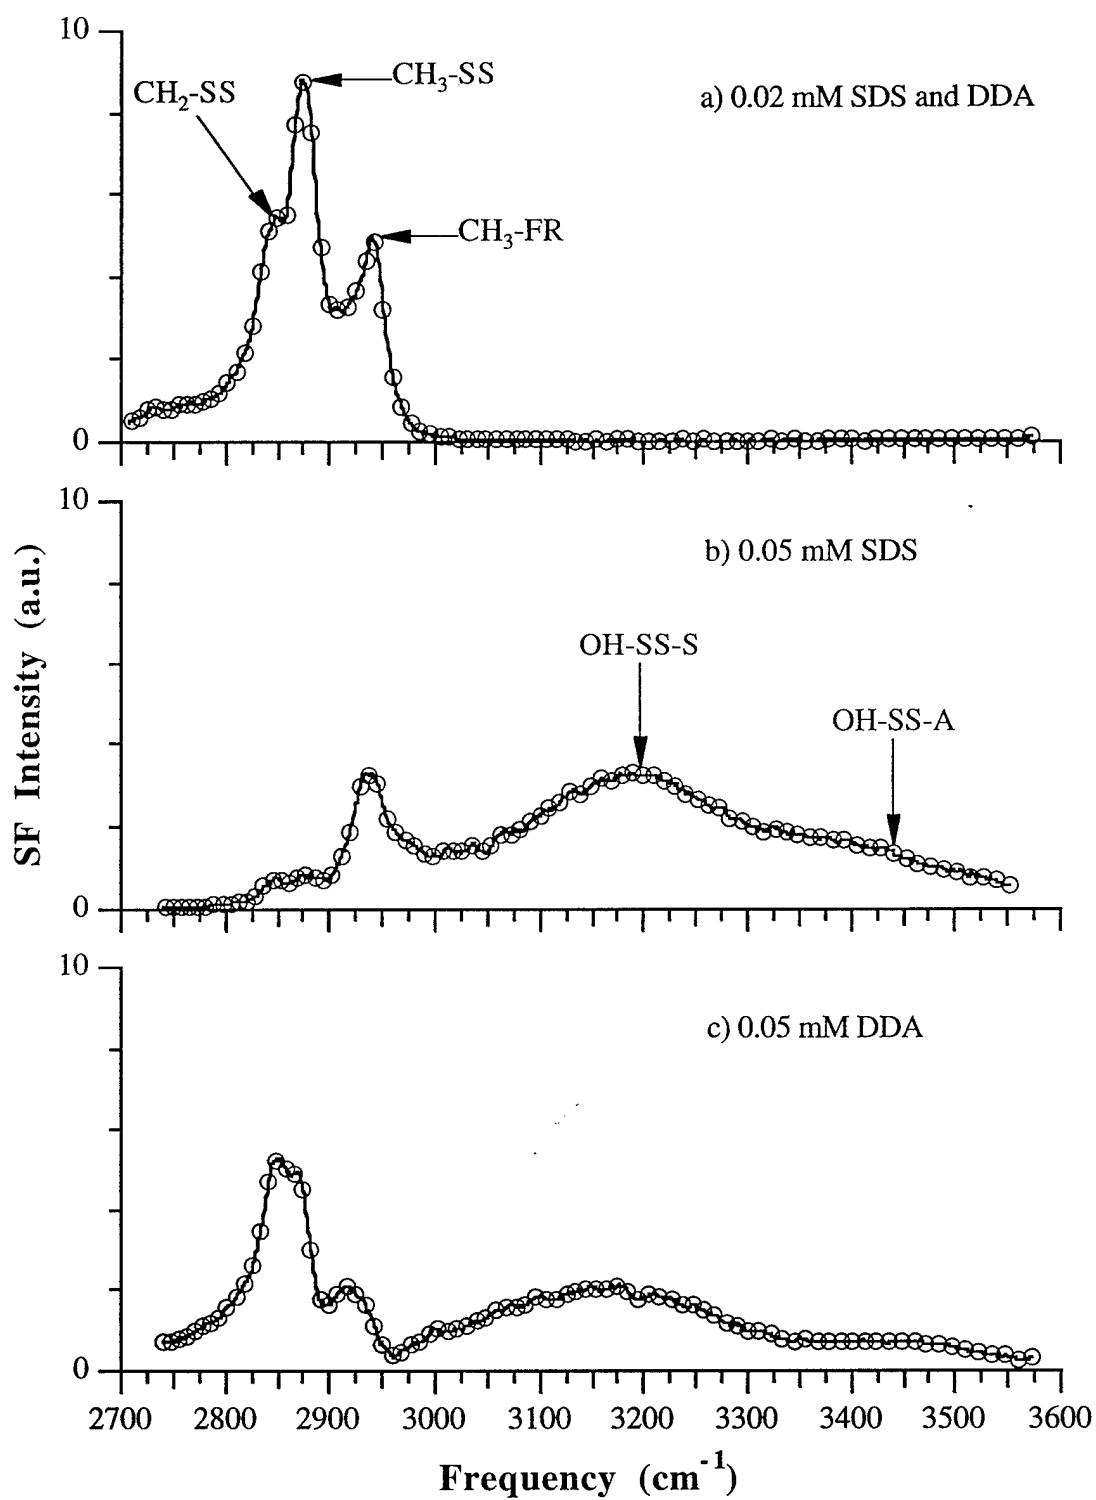 10
CH₂-SS
CH₃-SS
a) 0.02 mM SDS and DDA
CH₃-FR
0
10
b) 0.05 mM SDS
OH-SS-S
OH-SS-A
SF Intensity (a.u.)
0
10
c) 0.05 mM DDA
0
2700 2800 2900 3000 3100 3200 3300 3400 3500 3600
Frequency (cm⁻¹)